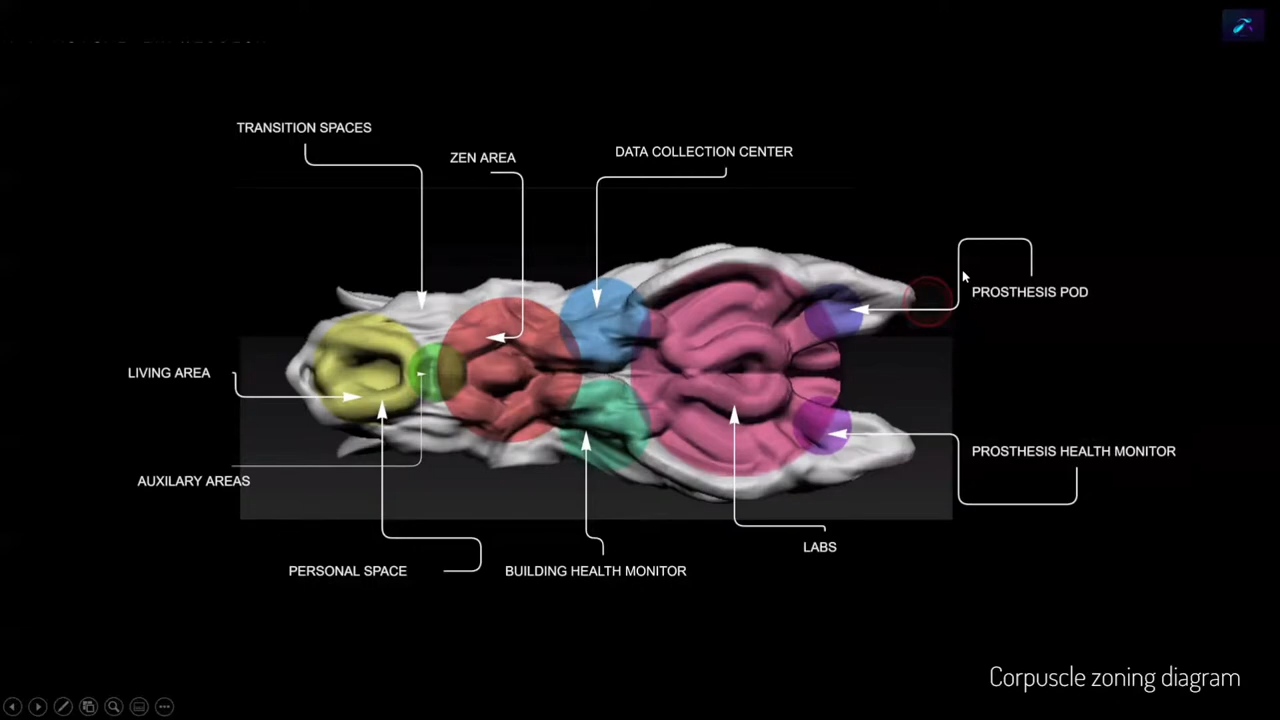 TRANSITION SPACES
ZEN AREA
DATA COLLECTION CENTER
PROSTHESIS POD
LIVING AREA
PROSTHESIS HEALTH MONITOR
AUXILARY AREAS
LABS
PERSONAL SPACE
BUILDING HEALTH MONITOR
Corpuscle zoning diagram